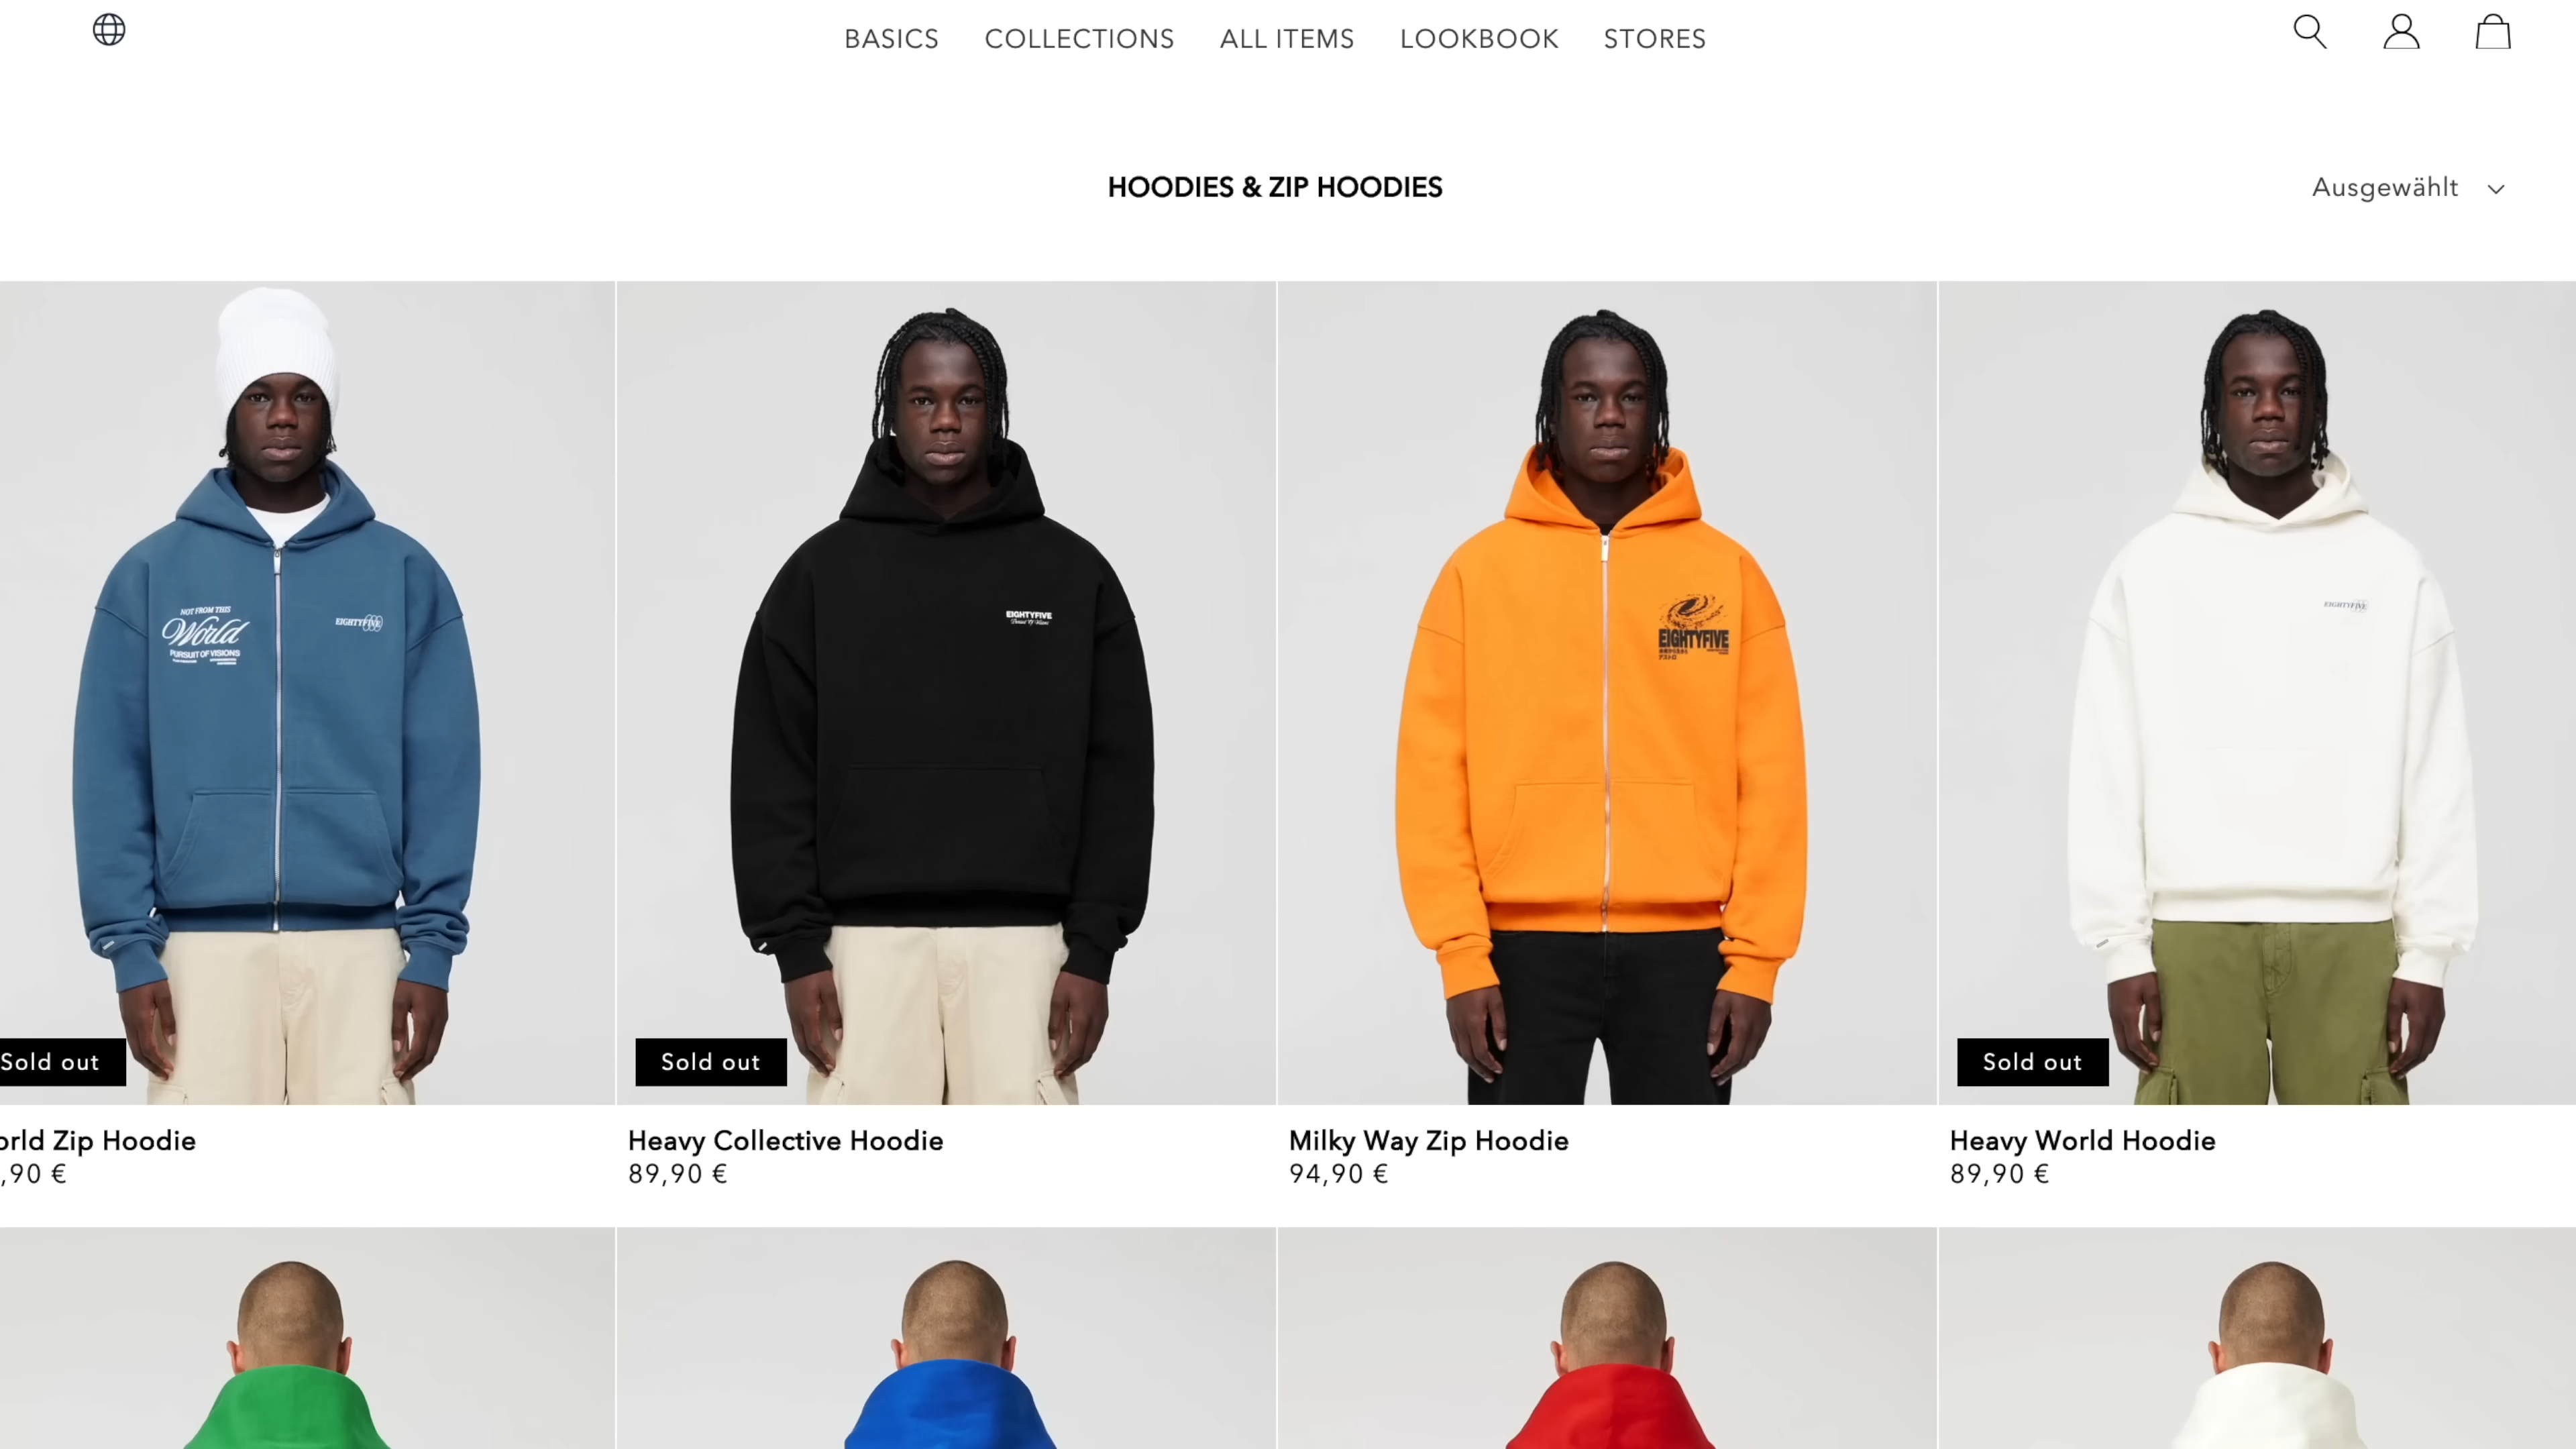 BASICS COLLECTIONS ALL ITEMS LOOKBOOK STORES
HOODIES & ZIP HOODIES
Ausgewählt
NOT FROM THIS
World
PURSUIT OF VISIONS
EIGHTYFIVE
EIGHTYFIVE
EIGHTYFIVE
EIGHTYFIVE
Sold out
Sold out
Sold out
orld Zip Hoodie
,90 €
Heavy Collective Hoodie
89,90 €
Milky Way Zip Hoodie
94,90 €
Heavy World Hoodie
89,90 €